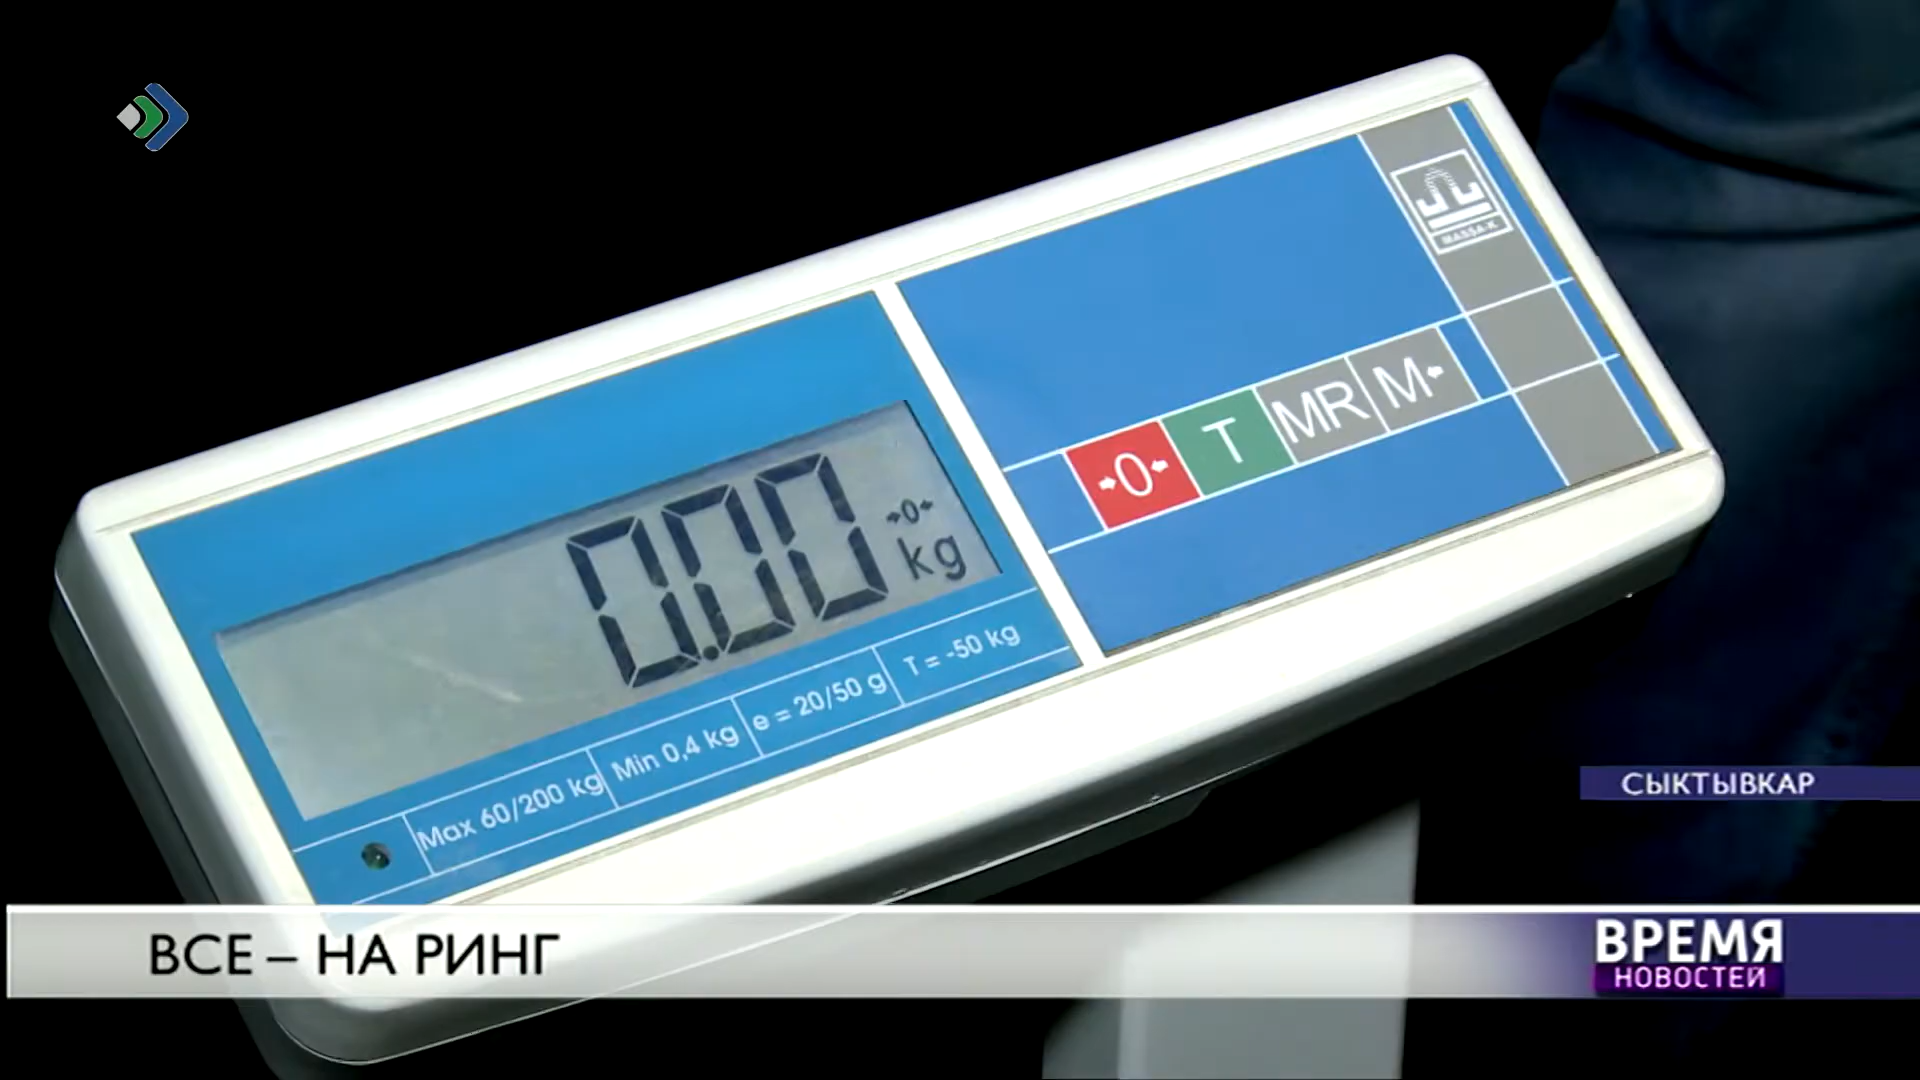 MASSA-K
→0← T MR M←
0.00 →0← kg
Max 60/200 kg Min 0,4 kg e = 20/50 g T = -50 kg
СЫКТЫВКАР
ВСЕ – НА РИНГ
ВРЕМЯ
НОВОСТЕЙ